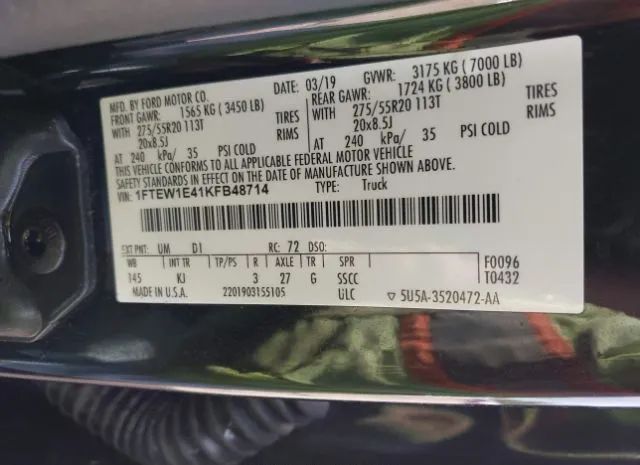 MFD. BY FORD MOTOR CO.
DATE: 03/19 GVWR: 3175 KG ( 7000 LB)
FRONT GAWR: 1565 KG ( 3450 LB)
REAR GAWR: 1724 KG ( 3800 LB)
WITH 275/55R20 113T TIRES
WITH 275/55R20 113T TIRES
20x8.5J RIMS
20x8.5J RIMS
AT 240 kPa/ 35 PSI COLD
AT 240 kPa/ 35 PSI COLD
THIS VEHICLE CONFORMS TO ALL APPLICABLE FEDERAL MOTOR VEHICLE
SAFETY STANDARDS IN EFFECT ON THE DATE OF MANUFACTURE SHOWN ABOVE.
VIN: 1FTEW1E41KFB48714 TYPE: Truck
EXT PNT: UM D1 RC: 72 DSO:
WB INT TR TP/PS R AXLE TR SPR F0096
145 KJ 3 27 G SSCC T0432
MADE IN U.S.A. 2201903155105 ULC ▽ 5U5A-3520472-AA